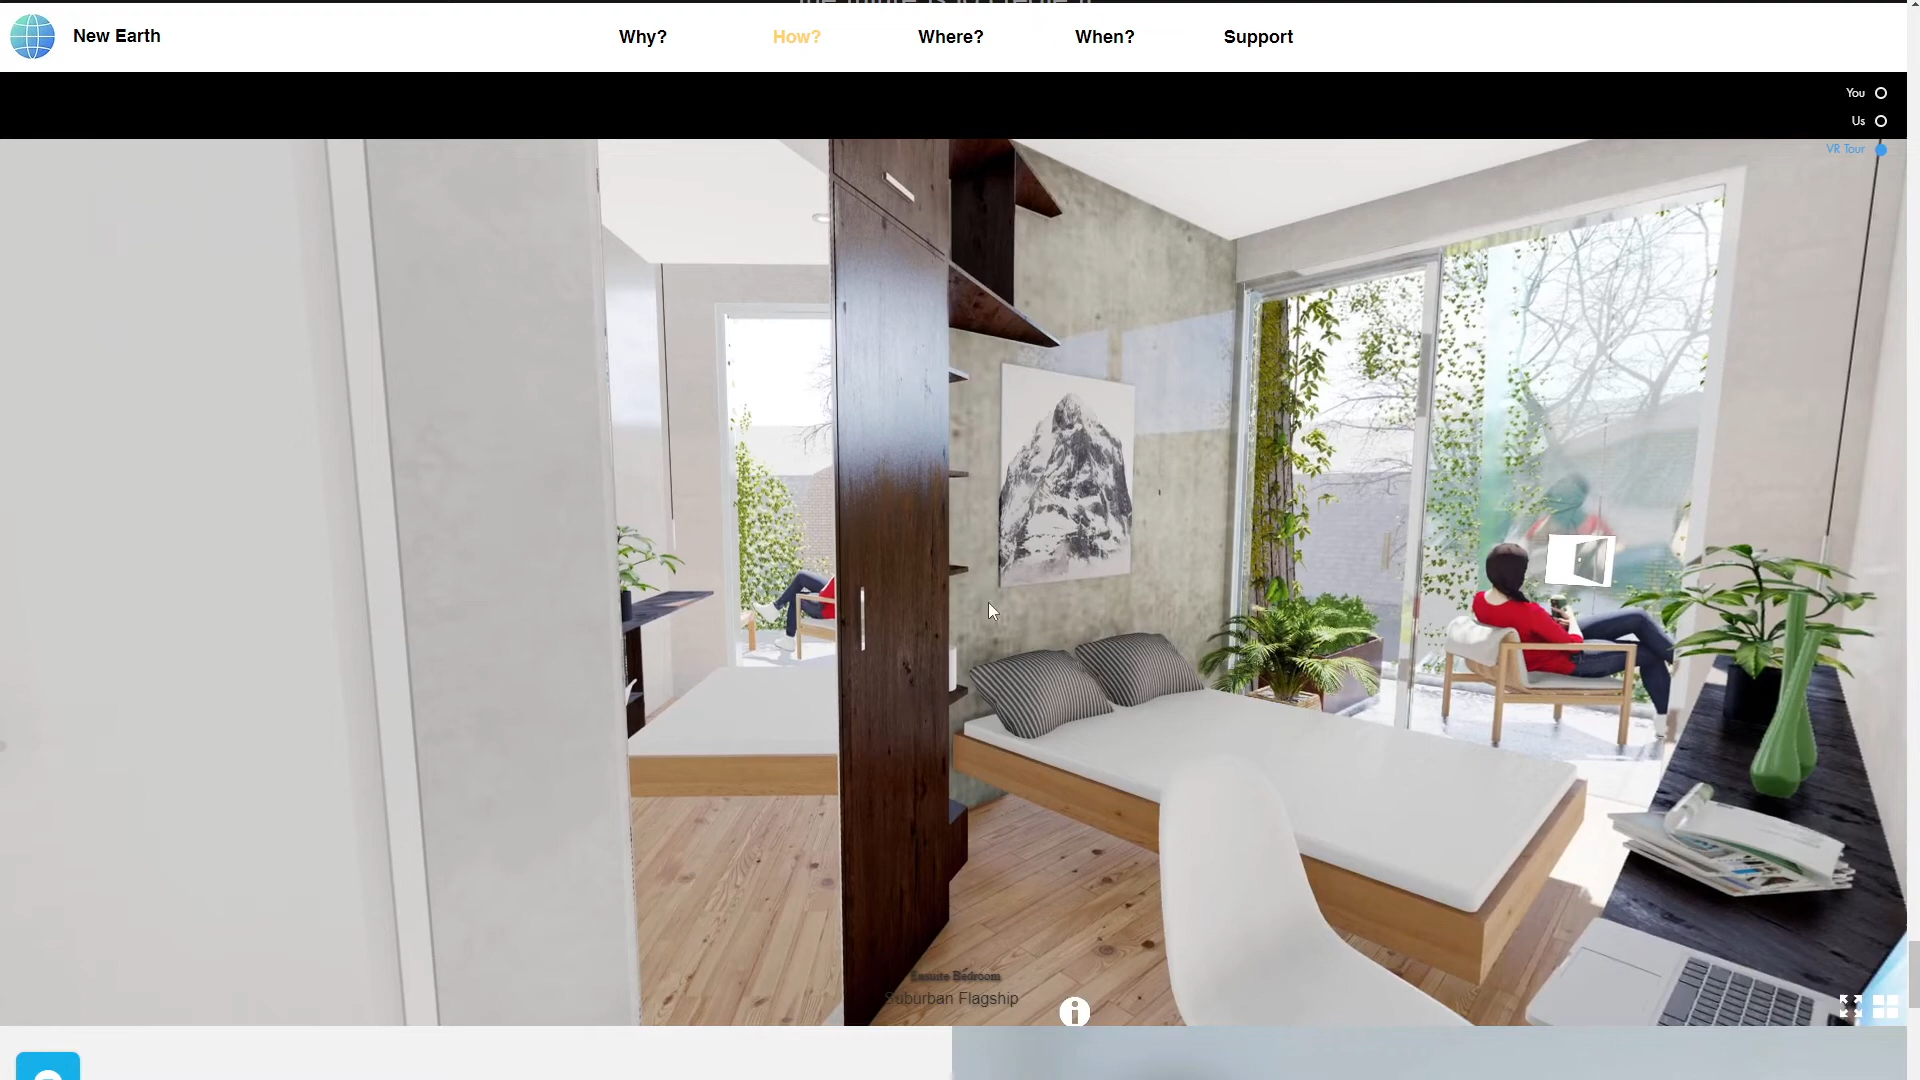 New Earth
Why?
How?
Where?
When?
Support
You
Us
VR Tour
Ensuite Bedroom
Suburban Flagship